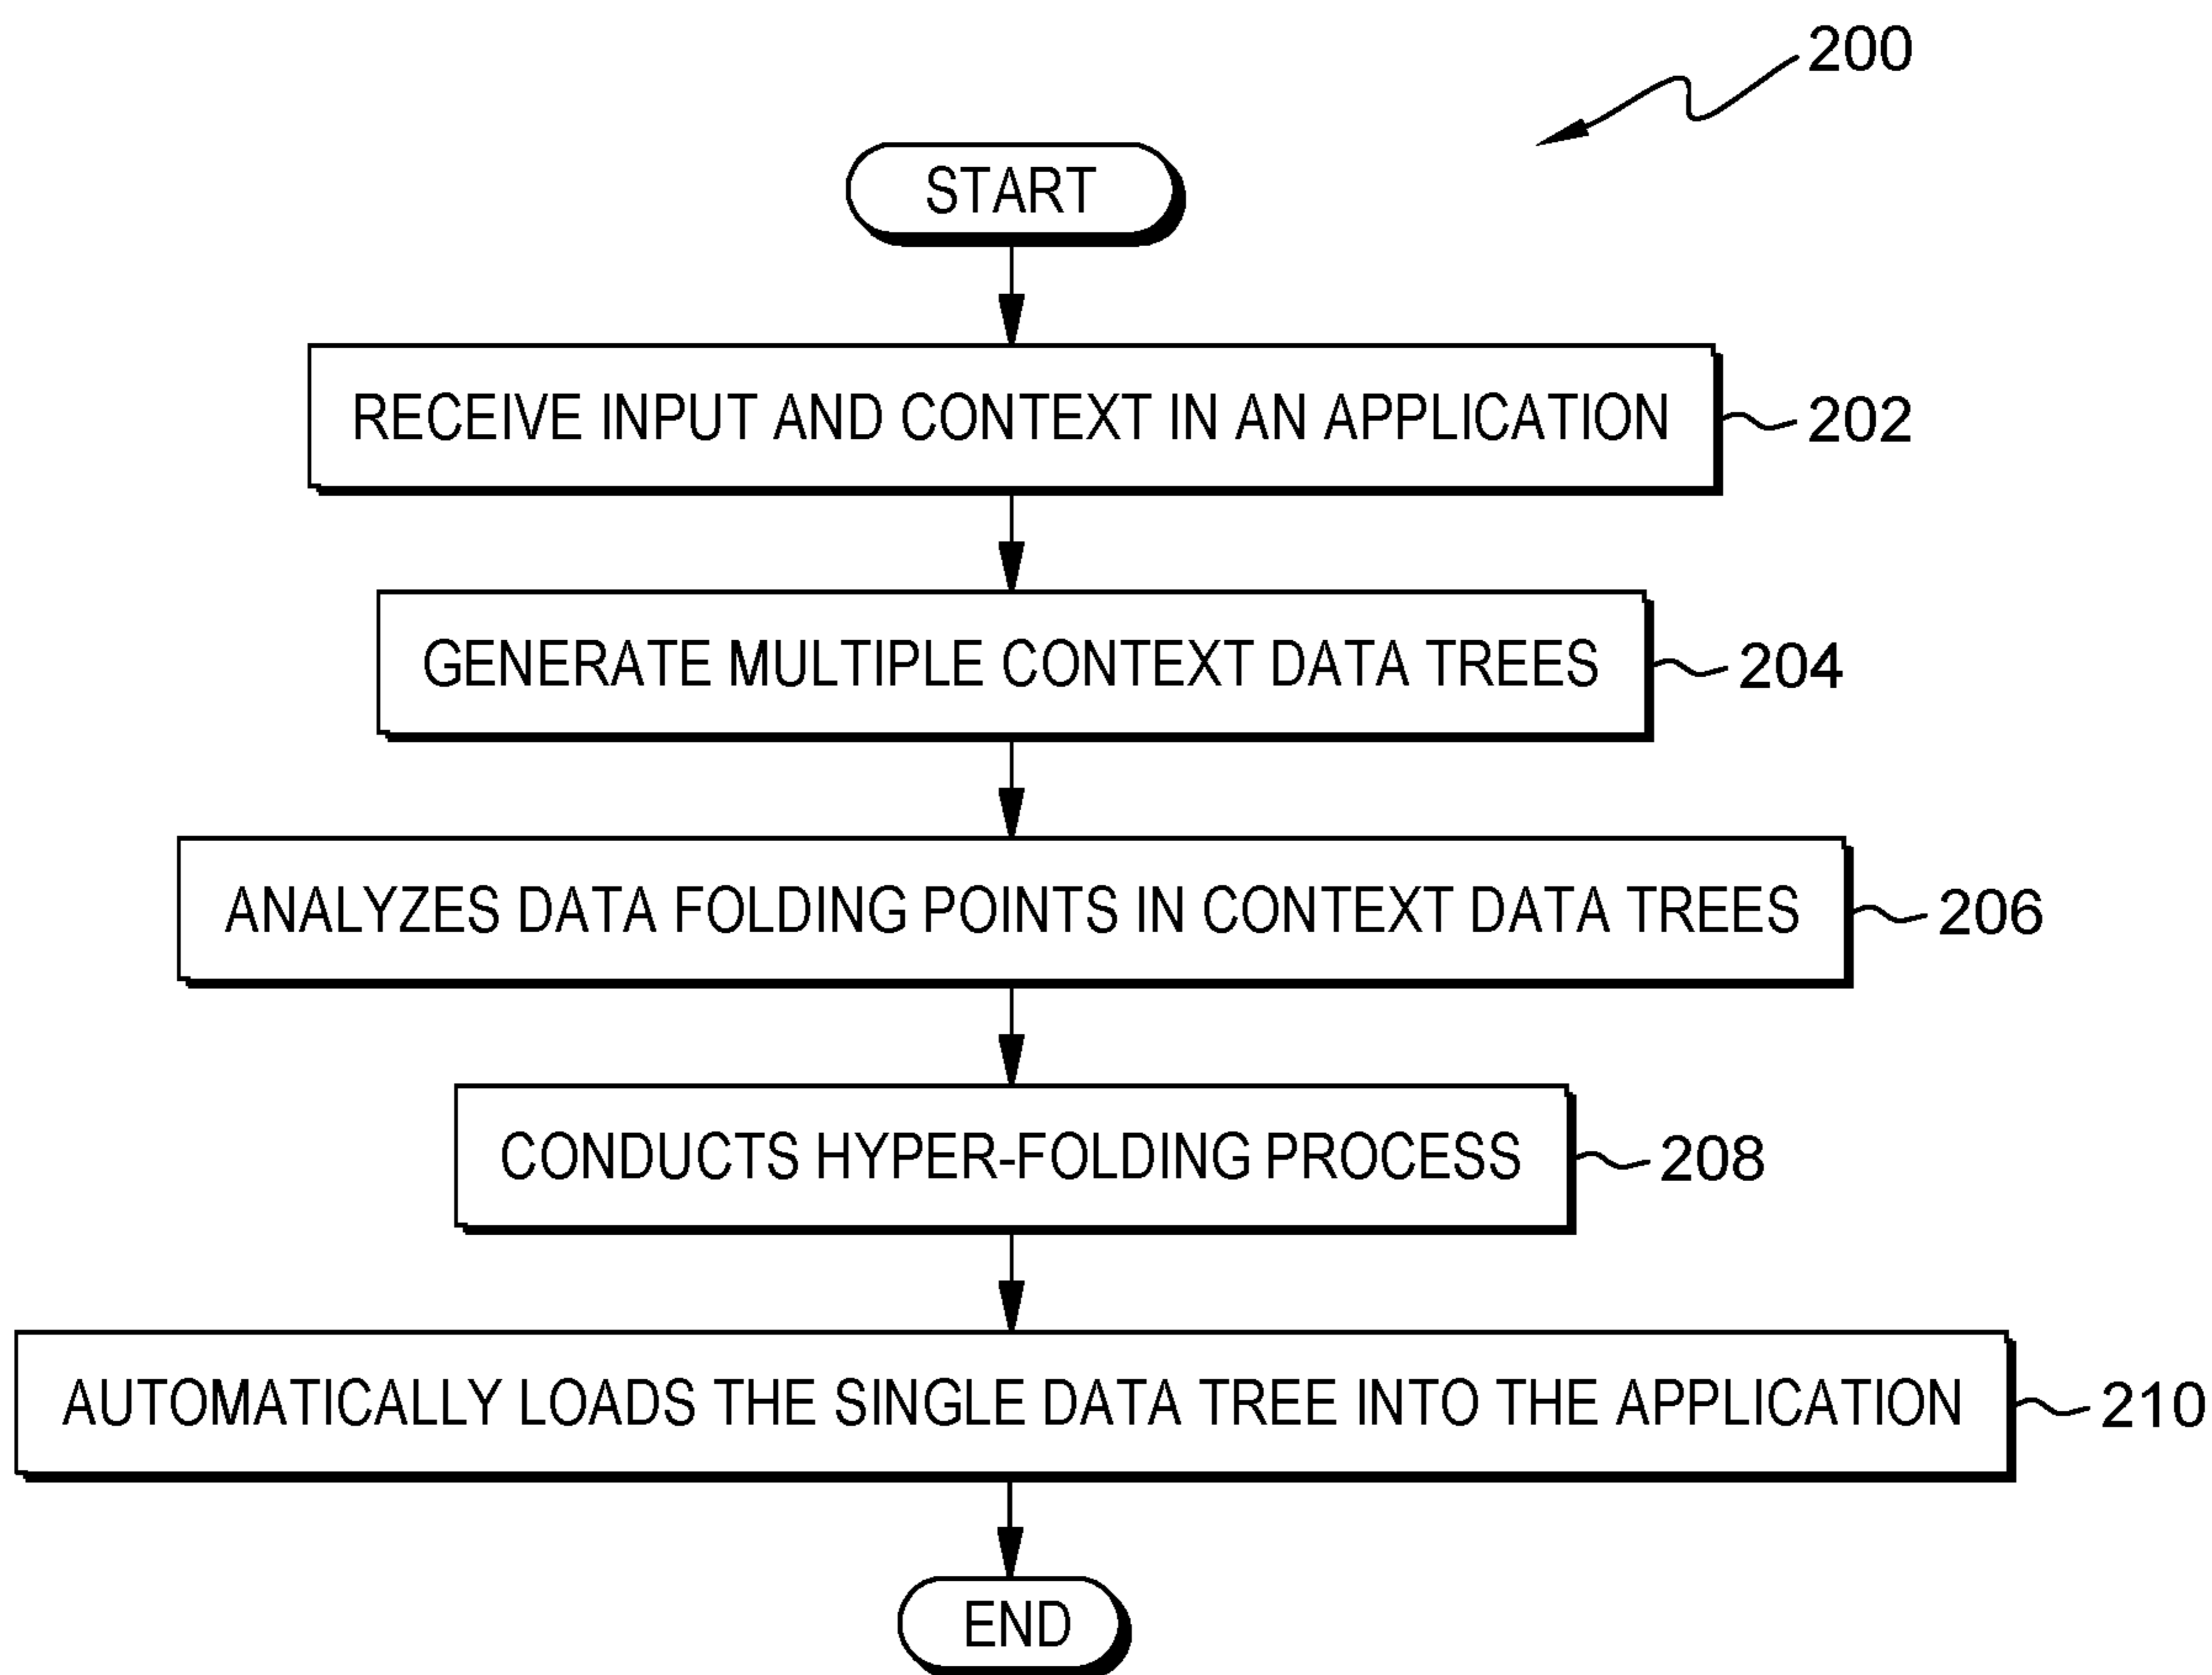 200
START
RECEIVE INPUT AND CONTEXT IN AN APPLICATION
202
GENERATE MULTIPLE CONTEXT DATA TREES
204
ANALYZES DATA FOLDING POINTS IN CONTEXT DATA TREES
206
CONDUCTS HYPER-FOLDING PROCESS
208
AUTOMATICALLY LOADS THE SINGLE DATA TREE INTO THE APPLICATION
210
END